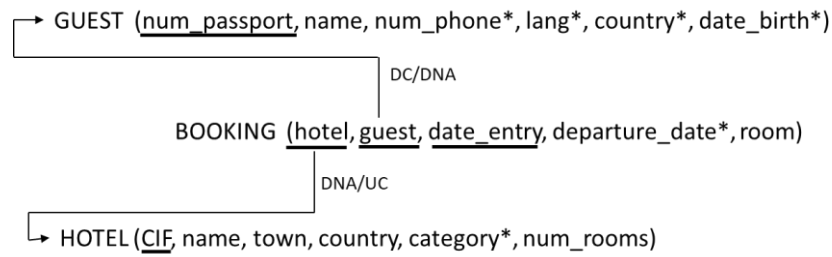 GUEST (num_passport, name, num_phone*, lang*, country*, date_birth*)
DC/DNA
BOOKING (hotel, guest, date_entry, departure_date*, room)
DNA/UC
HOTEL (CIF, name, town, country, category*, num_rooms)